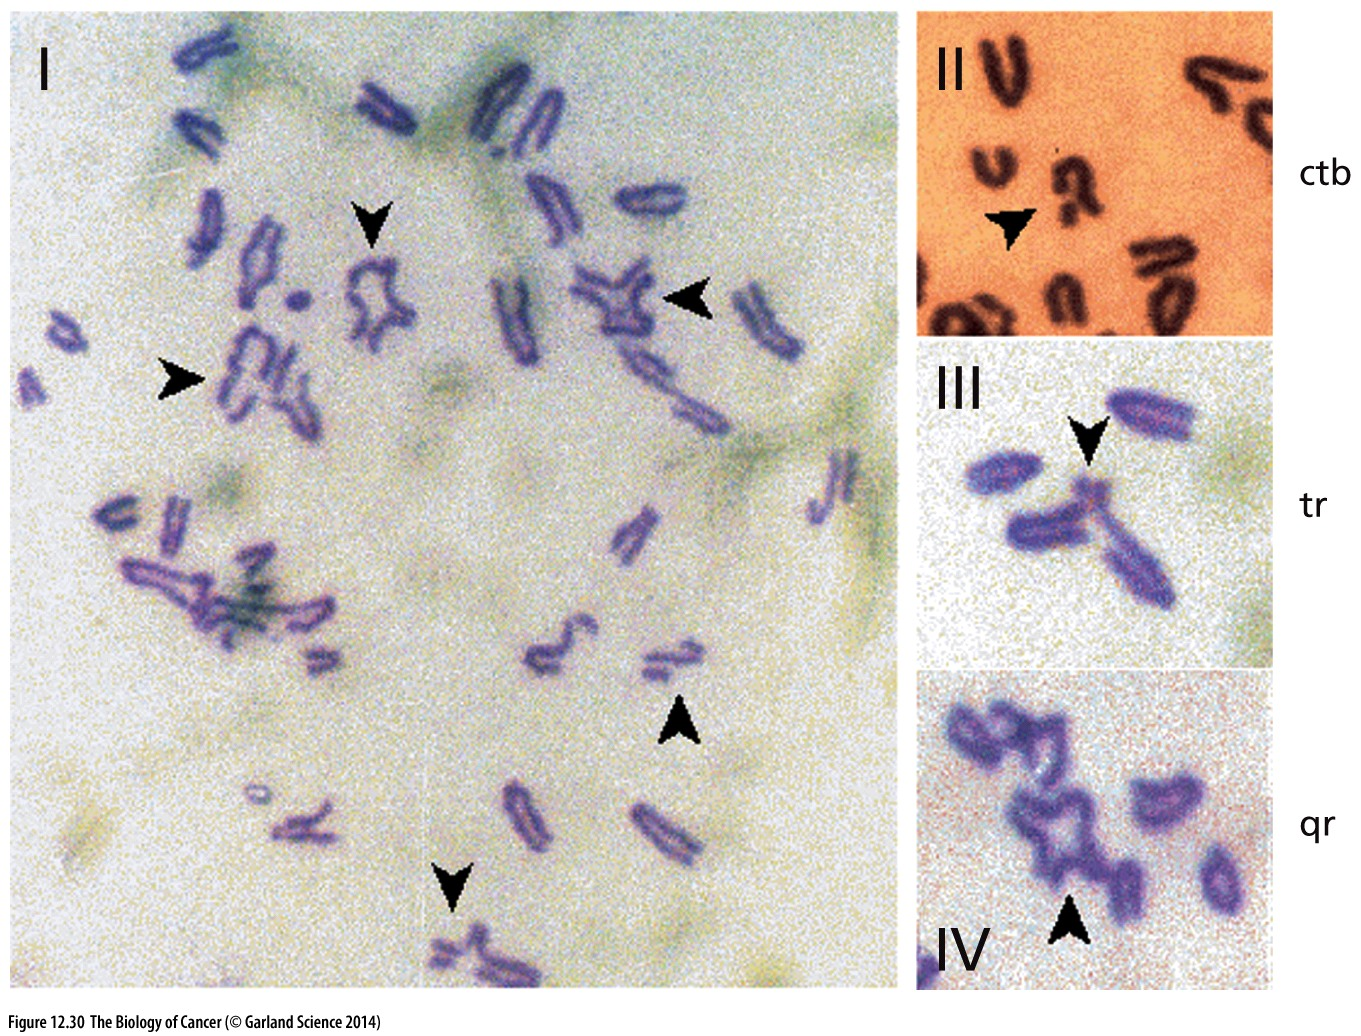 I
II
ctb
III
tr
qr
IV
Figure 12.30 The Biology of Cancer (© Garland Science 2014)